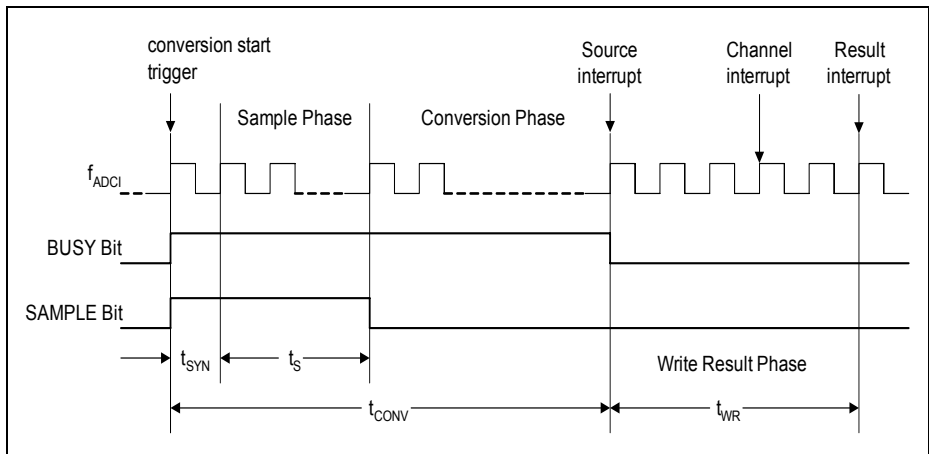 conversion start
trigger
Source
interrupt
Channel
interrupt
Result
interrupt
Sample Phase
Conversion Phase
fADCI
BUSY Bit
SAMPLE Bit
tSYN
tS
Write Result Phase
tCONV
tWR